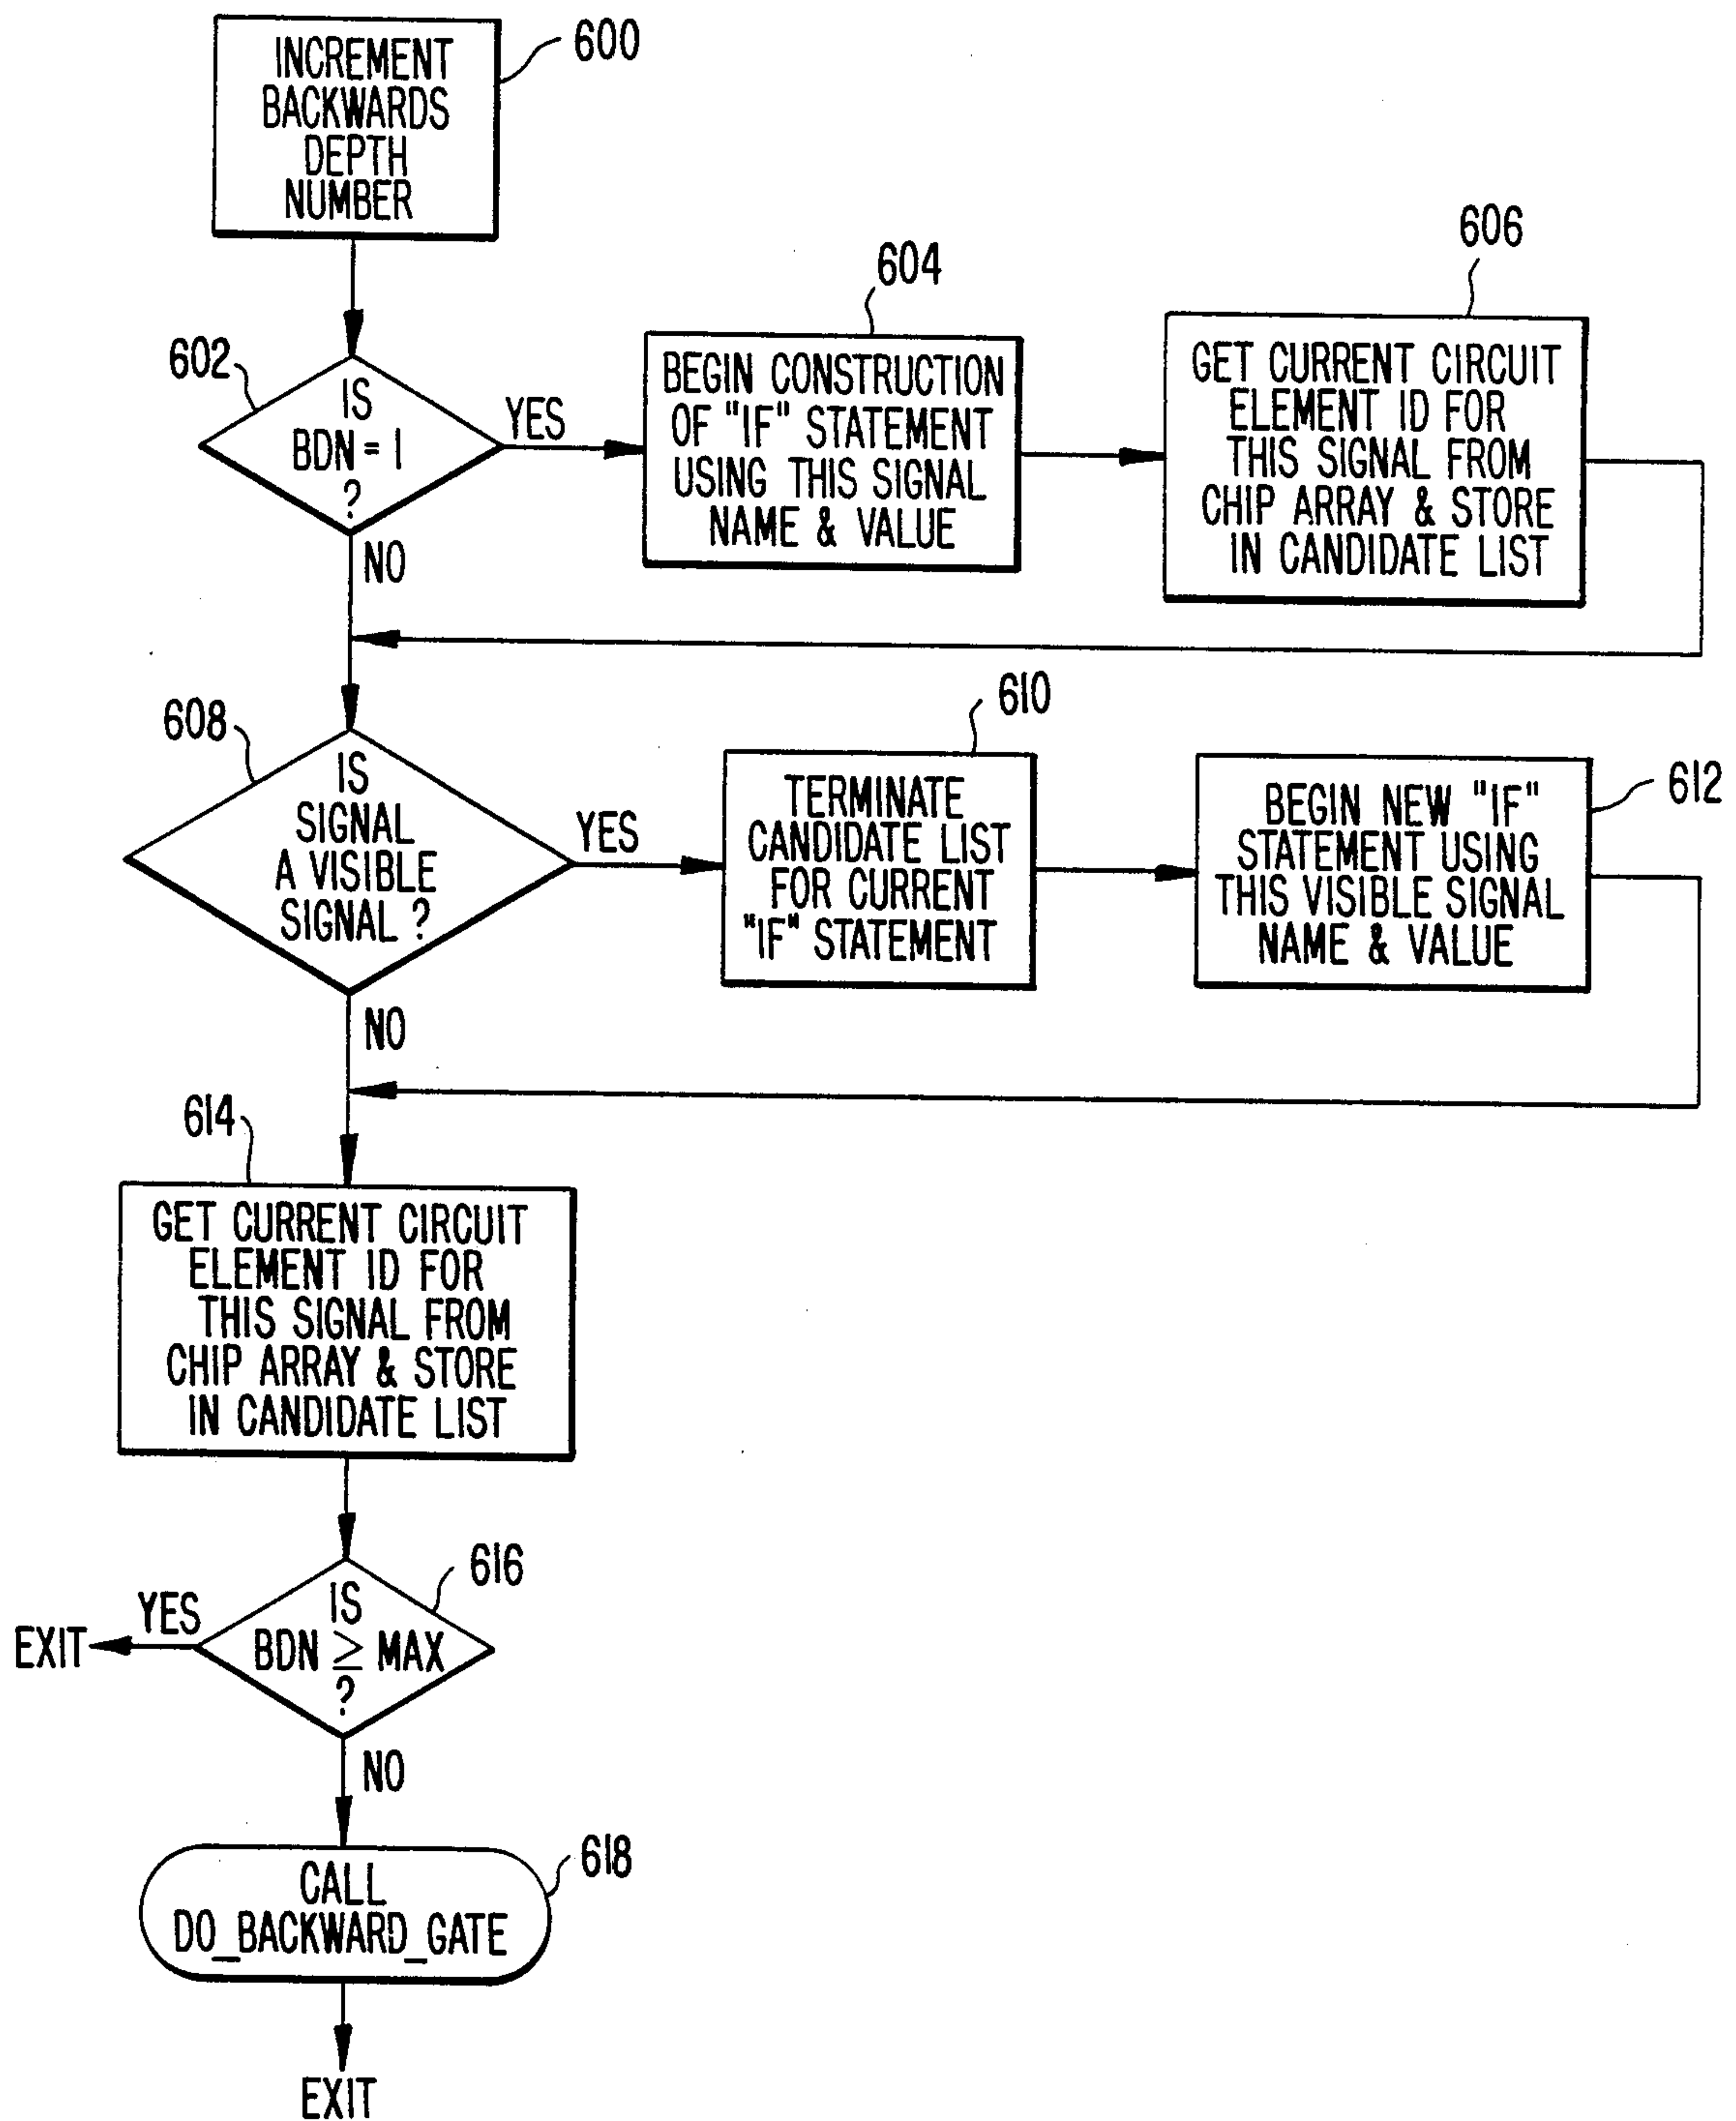 INCREMENT
BACKWARDS
DEPTH
NUMBER
600
602
IS
BDN = 1
?
YES
NO
604
BEGIN CONSTRUCTION
OF "IF" STATEMENT
USING THIS SIGNAL
NAME & VALUE
606
GET CURRENT CIRCUIT
ELEMENT ID FOR
THIS SIGNAL FROM
CHIP ARRAY & STORE
IN CANDIDATE LIST
608
IS
SIGNAL
A VISIBLE
SIGNAL ?
YES
NO
610
TERMINATE
CANDIDATE LIST
FOR CURRENT
"IF" STATEMENT
612
BEGIN NEW "IF"
STATEMENT USING
THIS VISIBLE SIGNAL
NAME & VALUE
614
GET CURRENT CIRCUIT
ELEMENT ID FOR
THIS SIGNAL FROM
CHIP ARRAY & STORE
IN CANDIDATE LIST
616
IS
BDN ≥ MAX
?
YES
EXIT
NO
618
CALL
DO_BACKWARD_GATE
EXIT